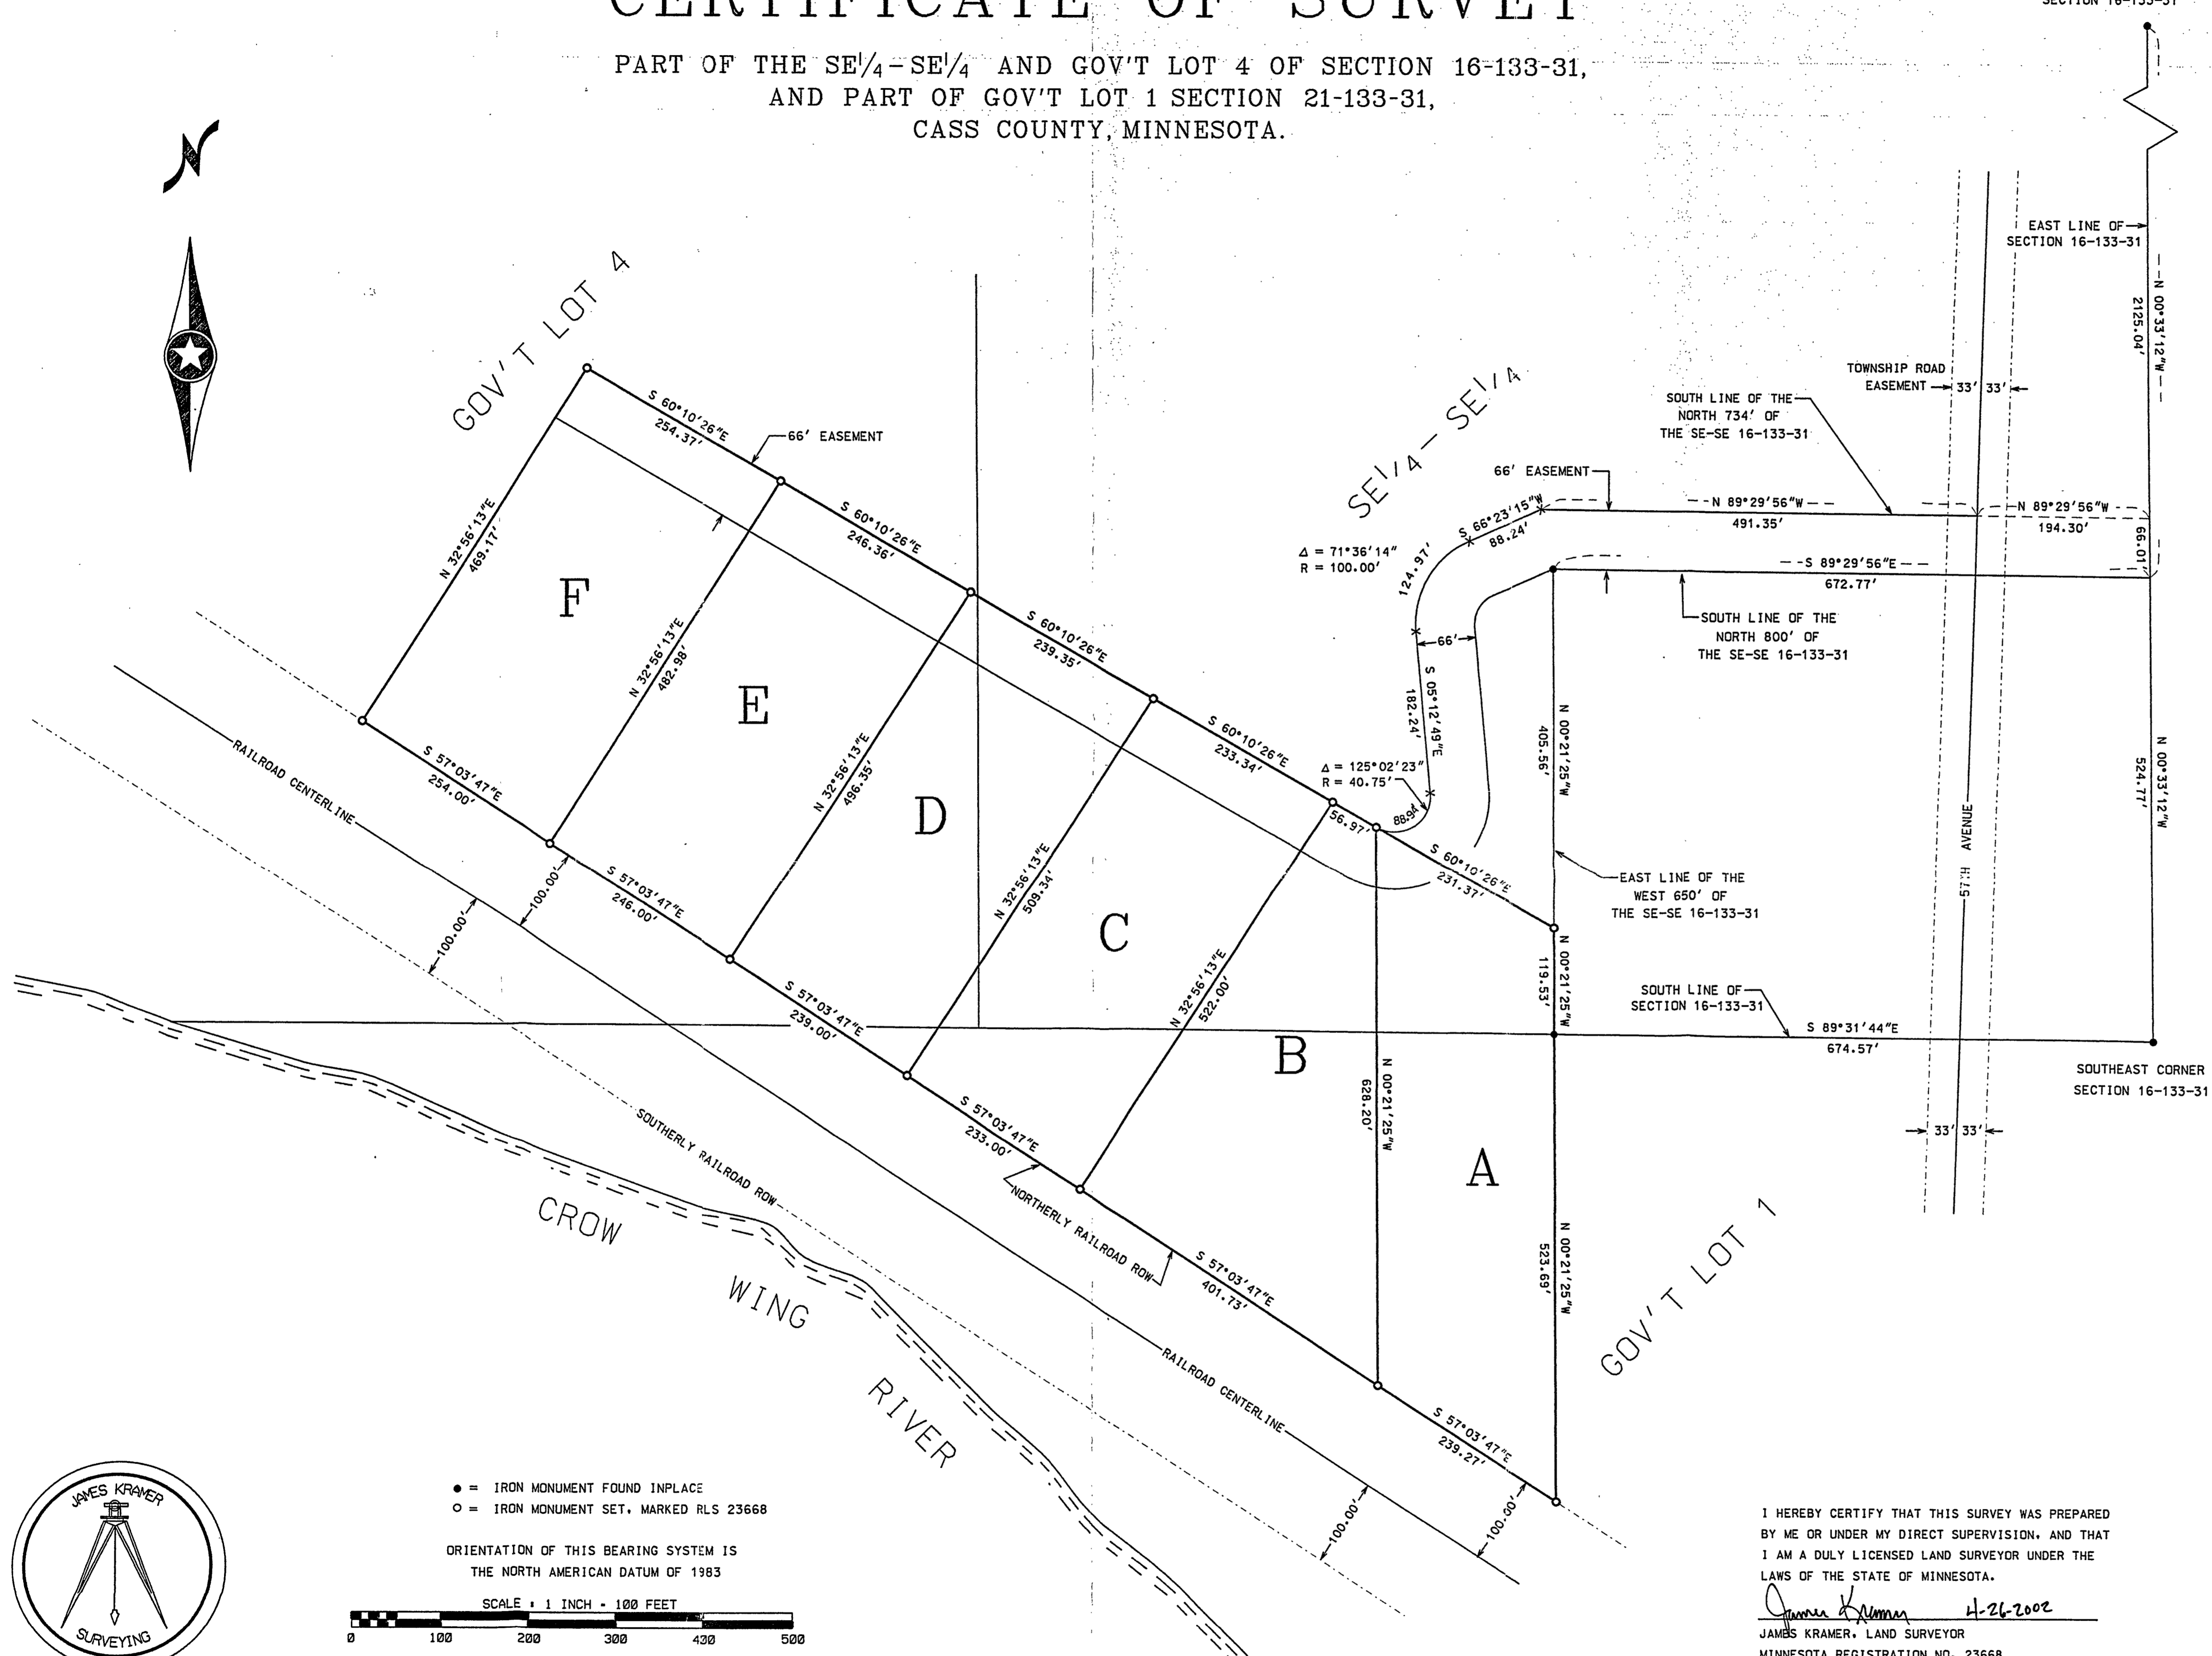 CERTIFICATE OF SURVEY
SECTION 16-133-31
PART OF THE SE1/4-SE1/4 AND GOV'T LOT 4 OF SECTION 16-133-31,
AND PART OF GOV'T LOT 1 SECTION 21-133-31,
CASS COUNTY, MINNESOTA.
N
EAST LINE OF
SECTION 16-133-31
N 00°33'12"W
2125.04'
GOV'T LOT 4
SE1/4-SE1/4
TOWNSHIP ROAD
EASEMENT 33' 33'
SOUTH LINE OF THE
NORTH 734' OF
THE SE-SE 16-133-31
66' EASEMENT
N 89°29'56"W
491.35'
N 89°29'56"W
194.30'
66.01'
S 89°29'56"E
672.77'
SOUTH LINE OF THE
NORTH 800' OF
THE SE-SE 16-133-31
S 66°23'15"W
88.24'
Δ = 71°36'14"
R = 100.00'
124.97'
66'
S 05°12'49"E
182.24'
Δ = 125°02'23"
R = 40.75'
88.94'
N 00°21'25"W
405.56'
N 00°33'12"W
524.77'
57TH AVENUE
S 60°10'26"E
254.37'
66' EASEMENT
S 60°10'26"E
246.36'
S 60°10'26"E
239.35'
S 60°10'26"E
233.34'
56.97'
S 60°10'26"E
231.37'
EAST LINE OF THE
WEST 650' OF
THE SE-SE 16-133-31
N 00°21'25"W
119.53'
SOUTH LINE OF
SECTION 16-133-31
S 89°31'44"E
674.57'
SOUTHEAST CORNER
SECTION 16-133-31
33' 33'
N 32°56'13"E
469.17'
F
N 32°56'13"E
482.98'
E
N 32°56'13"E
496.35'
D
N 32°56'13"E
509.34'
C
N 32°56'13"E
522.00'
B
N 00°21'25"W
628.20'
A
N 00°21'25"W
523.69'
GOV'T LOT 1
S 57°03'47"E
254.00'
S 57°03'47"E
246.00'
S 57°03'47"E
239.00'
S 57°03'47"E
233.00'
S 57°03'47"E
401.73'
S 57°03'47"E
239.27'
RAILROAD CENTERLINE
100.00'
100.00'
SOUTHERLY RAILROAD ROW
NORTHERLY RAILROAD ROW
RAILROAD CENTERLINE
100.00'
100.00'
CROW
WING
RIVER
JAMES KRAMER
SURVEYING
● = IRON MONUMENT FOUND INPLACE
○ = IRON MONUMENT SET, MARKED RLS 23668
ORIENTATION OF THIS BEARING SYSTEM IS
THE NORTH AMERICAN DATUM OF 1983
SCALE : 1 INCH = 100 FEET
0 100 200 300 400 500
I HEREBY CERTIFY THAT THIS SURVEY WAS PREPARED
BY ME OR UNDER MY DIRECT SUPERVISION, AND THAT
I AM A DULY LICENSED LAND SURVEYOR UNDER THE
LAWS OF THE STATE OF MINNESOTA.
James Kramer 4-26-2002
JAMES KRAMER, LAND SURVEYOR
MINNESOTA REGISTRATION NO. 23668